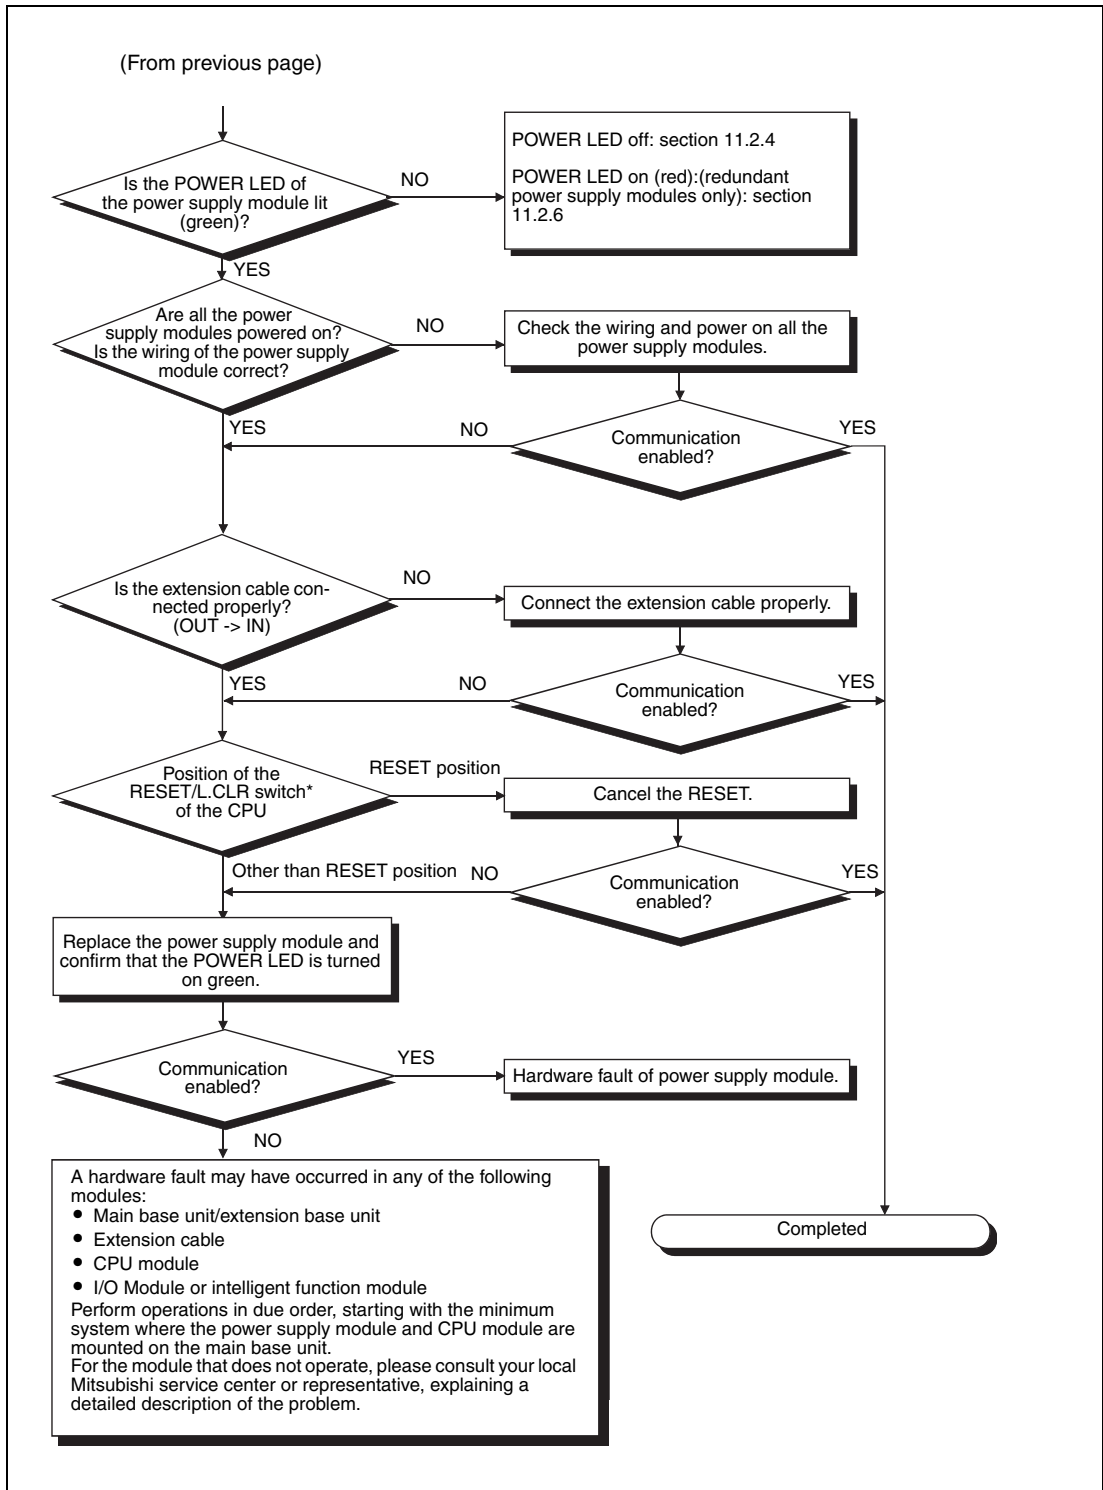 (From previous page)
Is the POWER LED of
the power supply module lit
(green)?
NO
POWER LED off: section 11.2.4
POWER LED on (red):(redundant
power supply modules only): section
11.2.6
YES
Are all the power
supply modules powered on?
Is the wiring of the power supply
module correct?
NO
Check the wiring and power on all the
power supply modules.
YES
NO
Communication
enabled?
YES
Is the extension cable con-
nected properly?
(OUT -> IN)
NO
Connect the extension cable properly.
YES
NO
Communication
enabled?
YES
Position of the
RESET/L.CLR switch*
of the CPU
RESET position
Cancel the RESET.
Other than RESET position
NO
Communication
enabled?
YES
Replace the power supply module and
confirm that the POWER LED is turned
on green.
Communication
enabled?
YES
Hardware fault of power supply module.
NO
A hardware fault may have occurred in any of the following
modules:
● Main base unit/extension base unit
● Extension cable
● CPU module
● I/O Module or intelligent function module
Perform operations in due order, starting with the minimum
system where the power supply module and CPU module are
mounted on the main base unit.
For the module that does not operate, please consult your local
Mitsubishi service center or representative, explaining a
detailed description of the problem.
Completed